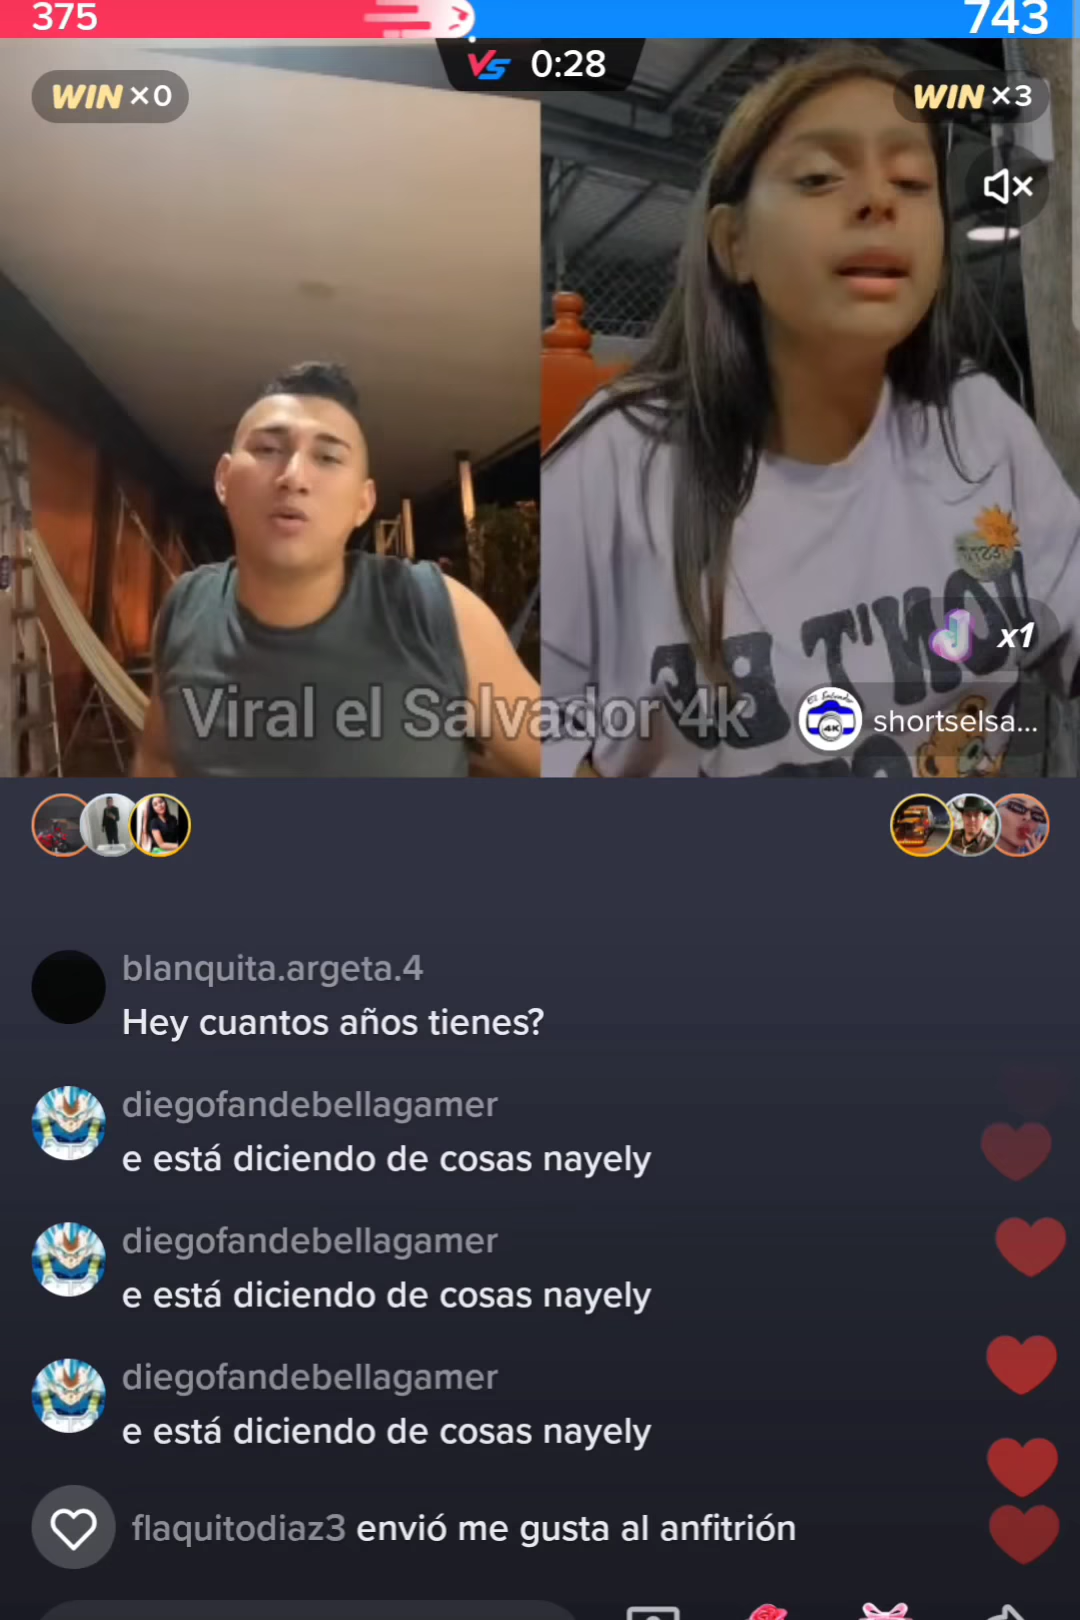 375
743
VS 0:28
WIN ×0
WIN ×3
x1
Viral el Salvador 4k
shortselsa...
blanquita.argeta.4
Hey cuantos años tienes?
diegofandebellagamer
e está diciendo de cosas nayely
diegofandebellagamer
e está diciendo de cosas nayely
diegofandebellagamer
e está diciendo de cosas nayely
flaquitodiaz3 envió me gusta al anfitrión